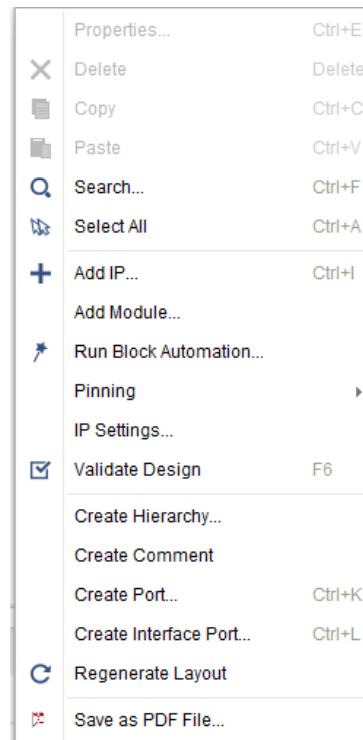 Properties... Ctrl+E
Delete Delete
Copy Ctrl+C
Paste Ctrl+V
Search... Ctrl+F
Select All Ctrl+A
Add IP... Ctrl+I
Add Module...
Run Block Automation...
Pinning
IP Settings...
Validate Design F6
Create Hierarchy...
Create Comment
Create Port... Ctrl+K
Create Interface Port... Ctrl+L
Regenerate Layout
Save as PDF File...